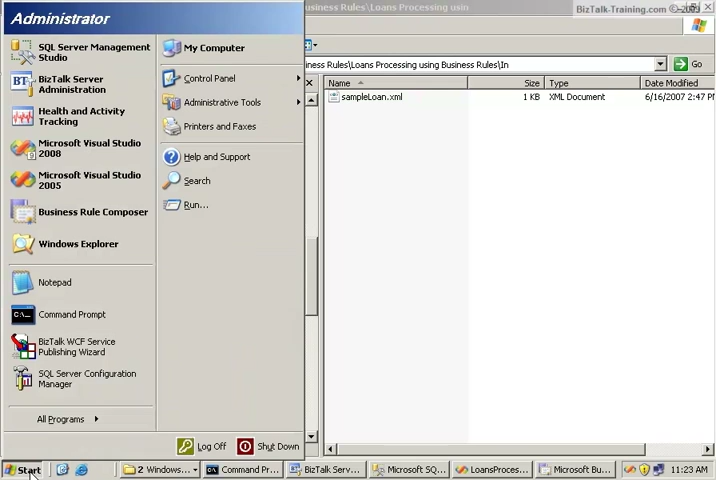 Administrator
usiness Rules\Loans Processing usin
BizTalk-Training.com ©-2009
SQL Server Management
Studio
BizTalk Server
Administration
Health and Activity
Tracking
Microsoft Visual Studio
2008
Microsoft Visual Studio
2005
Business Rule Composer
Windows Explorer
Notepad
Command Prompt
BizTalk WCF Service
Publishing Wizard
SQL Server Configuration
Manager
All Programs
My Computer
Control Panel
Administrative Tools
Printers and Faxes
Help and Support
Search
Run...
Log Off
Shut Down
iness Rules\Loans Processing using Business Rules\In
Go
Name
Size
Type
Date Modified
sampleLoan.xml
1 KB
XML Document
6/16/2007 2:47 P
Start
2 Windows...
Command Pr...
BizTalk Serv...
Microsoft SQ...
LoansProces...
Microsoft Bu...
11:23 AM